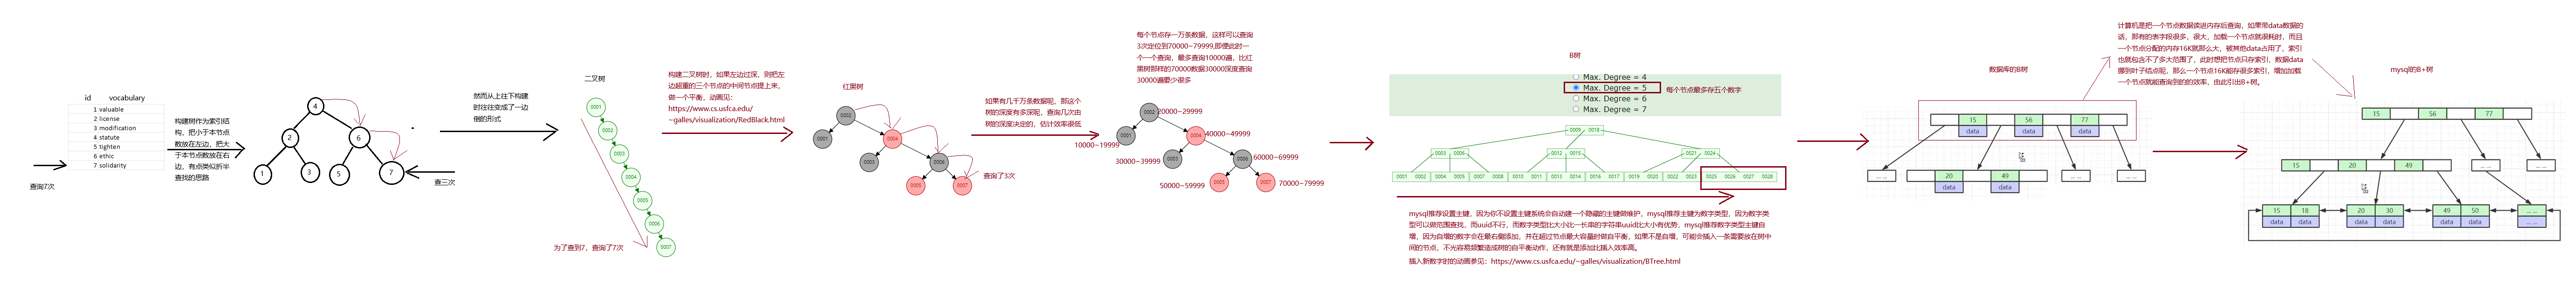 id vocabulary
1 valuable
2 license
3 modification
4 statute
5 tighten
6 ethic
7 solidarity
查询7次
构建树作为索引结
构，把小于本节点
数放在左边，把大
于本节点数放在右
边，有点类似折半
查找的思路
4
2
6
1
3
5
7
查三次
然而从上往下构建
时往往变成了一边
倒的形式
二叉树
0001
0002
0003
0004
0005
0006
0007
为了查到7，查询了7次
构建二叉树时，如果左边过深，则把左
边超重的三个节点的中间节点提上来，
做一个平衡，动画见：
https://www.cs.usfca.edu/
~galles/visualization/RedBlack.html
红黑树
0002
0001
0004
0003
0006
0005
0007
查询了3次
如果有几千万条数据呢，那这个
树的深度有多深呢，查询几次由
树的深度决定的，估计效率很低
每个节点存一万条数据，这样可以查询
3次定位到70000~79999,即便此时一
个一个查询，最多查询10000遍，比红
黑树那样的70000数据30000深度查询
30000遍要少很多
0002
20000~29999
0001
10000~19999
0004
40000~49999
0003
30000~39999
0006
60000~69999
0005
50000~59999
0007
70000~79999
B树
Max. Degree = 4
Max. Degree = 5
Max. Degree = 6
Max. Degree = 7
每个节点最多存五个数字
0009 0018
0003 0006
0012 0015
0021 0024
0001 0002 0004 0005 0007 0008 0010 0011 0013 0014 0016 0017 0019 0020 0022 0023 0025 0026 0027 0028
mysql推荐设置主键，因为你不设置主键系统会自动建一个隐藏的主键做维护，mysql推荐主键为数字类型，因为数字类
型可以做范围查找，而uuid不行，而数字类型比大小比一长串的字符串uuid比大小有优势，mysql推荐数字类型主键自
增，因为自增的数字会在最右侧添加，并在超过节点最大容量时做自平衡，如果不是自增，可能会插入一条需要放在树中
间的节点，不光容易频繁造成树的自平衡动作，还有就是添加比插入效率高。
插入新数字时的动画参见：https://www.cs.usfca.edu/~galles/visualization/BTree.html
数据库的B树
15 56 77
data data data
... ...
20 49
data data
... ...
... ...
计算机是把一个节点数据读进内存后查询，如果带data数据的
话，那有的表字段很多，很大，加载一个节点就很耗时，而且
一个节点分配的内存16K就那么大，被其他data占用了，索引
也就包含不了多大范围了，此时想把节点只存索引，数据data
挪到叶子结点呢，那么一个节点16K能存很多索引，增加加载
一个节点就能查询到的的效率，由此引出B+树。
mysql的B+树
15 56 77
15 20 49
... ...
... ...
15 18
data data
20 30
data data
49 50
data data
... ...
data data